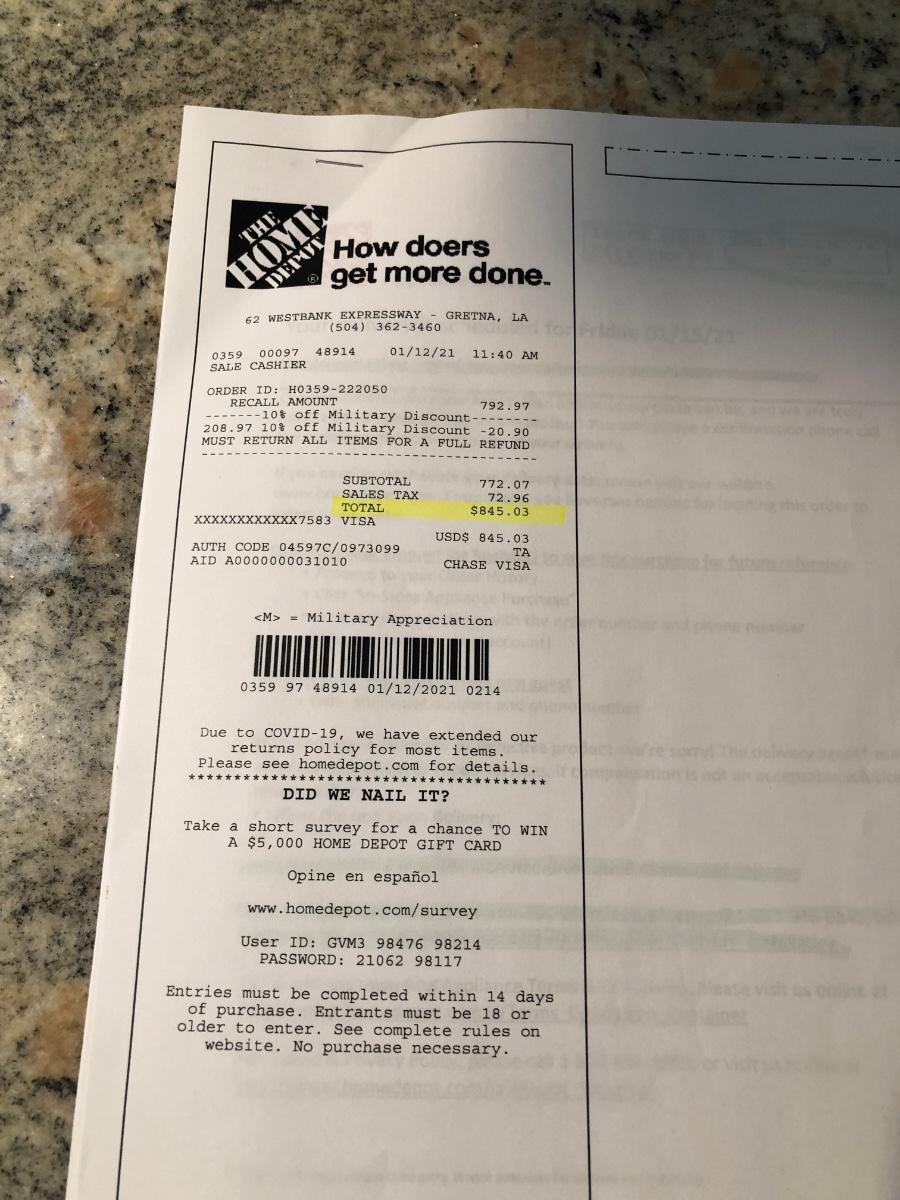 THE
HOME
DEPOT
®
How doers
get more done.™
62 WESTBANK EXPRESSWAY - GRETNA, LA
(504) 362-3460
0359 00097 48914 01/12/21 11:40 AM
SALE CASHIER
ORDER ID: H0359-222050
RECALL AMOUNT 792.97
-------10% off Military Discount--------
208.97 10% off Military Discount -20.90
MUST RETURN ALL ITEMS FOR A FULL REFUND
----------------------------------------
SUBTOTAL 772.07
SALES TAX 72.96
TOTAL $845.03
XXXXXXXXXXXX7583 VISA
USD$ 845.03
AUTH CODE 04597C/0973099 TA
AID A0000000031010 CHASE VISA
<M> = Military Appreciation
0359 97 48914 01/12/2021 0214
Due to COVID-19, we have extended our
returns policy for most items.
Please see homedepot.com for details.
*****************************************
DID WE NAIL IT?
Take a short survey for a chance TO WIN
A $5,000 HOME DEPOT GIFT CARD
Opine en español
www.homedepot.com/survey
User ID: GVM3 98476 98214
PASSWORD: 21062 98117
Entries must be completed within 14 days
of purchase. Entrants must be 18 or
older to enter. See complete rules on
website. No purchase necessary.